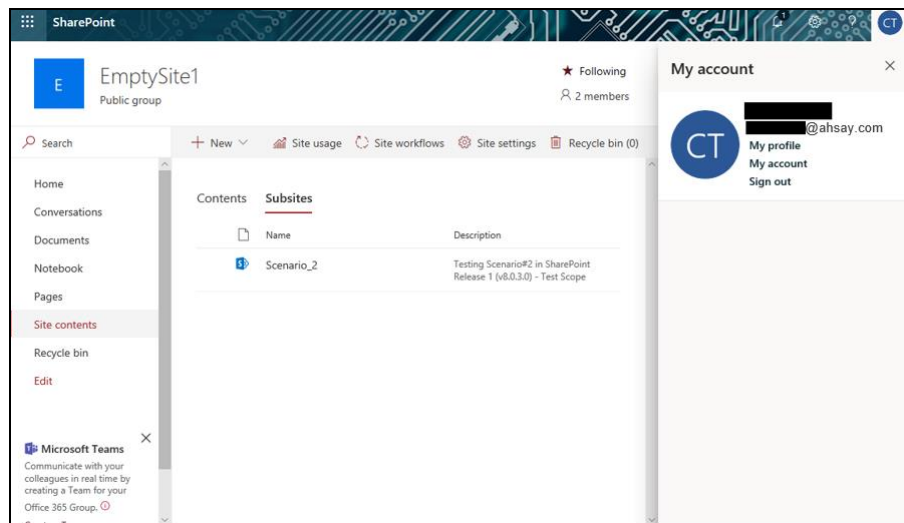 SharePoint
1
?
CT
E
EmptySite1
Public group
Following
2 members
My account
CT
@ahsay.com
My profile
My account
Sign out
Search
New
Site usage
Site workflows
Site settings
Recycle bin (0)
Home
Conversations
Documents
Notebook
Pages
Site contents
Recycle bin
Edit
Contents
Subsites
Name
Description
Scenario_2
Testing Scenario#2 in SharePoint
Release 1 (v8.0.3.0) - Test Scope
Microsoft Teams
Communicate with your
colleagues in real time by
creating a Team for your
Office 365 Group.